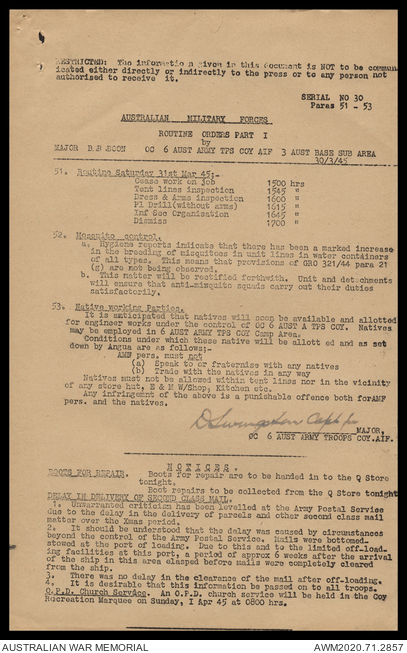 RESTRICTED: The information given in this document is NOT to be commun-
icated either directly or indirectly to the press or to any person not
authorised to receive it.
SERIAL NO 30
Paras 51 - 53
AUSTRALIAN MILITARY FORCES
ROUTINE ORDERS PART I
by
MAJOR OC 6 AUST ARMY TPS COY AIF 3 AUST BASE SUB AREA
30/3/45
51. Routine Saturday 31st Mar 45:-
Cease work on job 1500 hrs
Tent lines inspection 1545 "
Dress & Arms inspection 1600 "
Pl Drill(without arms) 1615 "
Inf Sec Organisation 1645 "
Dismiss 1700 "
52. Mosquito control.
a. Hygiene reports indicate that there has been a marked increase
in the breeding of mosquitoes in unit lines in water containers
of all types. This means that provisions of GRO 321/44 para 21
(g) are not being observed.
b. This matter will be rectified forthwith. Unit and detchments
will ensure that anti-mosquito squads carry out their duties
satisfactorily.
53. Native working Parties.
It is anticipated that natives will soon be available and allotted
for engineer works under the control of OC 6 AUST A TPS COY. Natives
may be employed in 6 AUST ARMY TPS COY Camp Area.
Conditions under which these native will be allott ed and as set
down by Angua are as follows:-
AMF pers. must not
(a) Speak to or fraternise with any natives
(b) Trade with the natives in any way
Natives must not be allowed within tent lines nor in the vicinity
of any store hut, E & M W/Shop, Kitchen etc.
Any infringement of the above is a punishable offence both forAMF
pers. and the natives.
Capt
MAJOR,
OC 6 AUST ARMY TROOPS COY.AIF.
NOTICES.
BOOTS FOR REPAIR. Boots for repair are to be handed in to the Q Store
tonight.
Boot repairs to be collected from the Q Store tonight
DELAY IN DELIVERY OF SECOND CLASS MAIL.
1. Unwarranted criticism has been levelled at the Army Postal Service
due to the delay in the delivery of parcels and other second class mail
matter over the Xmas period.
2. It should be understood that the delay was caused by circumstances
beyond the control of the Army Postal Service. Mails were bottomed-
stowed at the port of loading. Due to this and to the limited off-load-
ing facilities at this port, a period of approx 6 weeks after the arrival
of the ship in this area elasped before mails were completely cleared
from the ship.
3. There was no delay in the clearance of the mail after off-loading.
4. It is desirable that this information be passed on to all troops.
O.P.D. Church Service. An O.P.D. church service will be held in the Coy
Recreation Marquee on Sunday, 1 Apr 45 at 0800 hrs.
AUSTRALIAN WAR MEMORIAL
AWM2020.71.2857